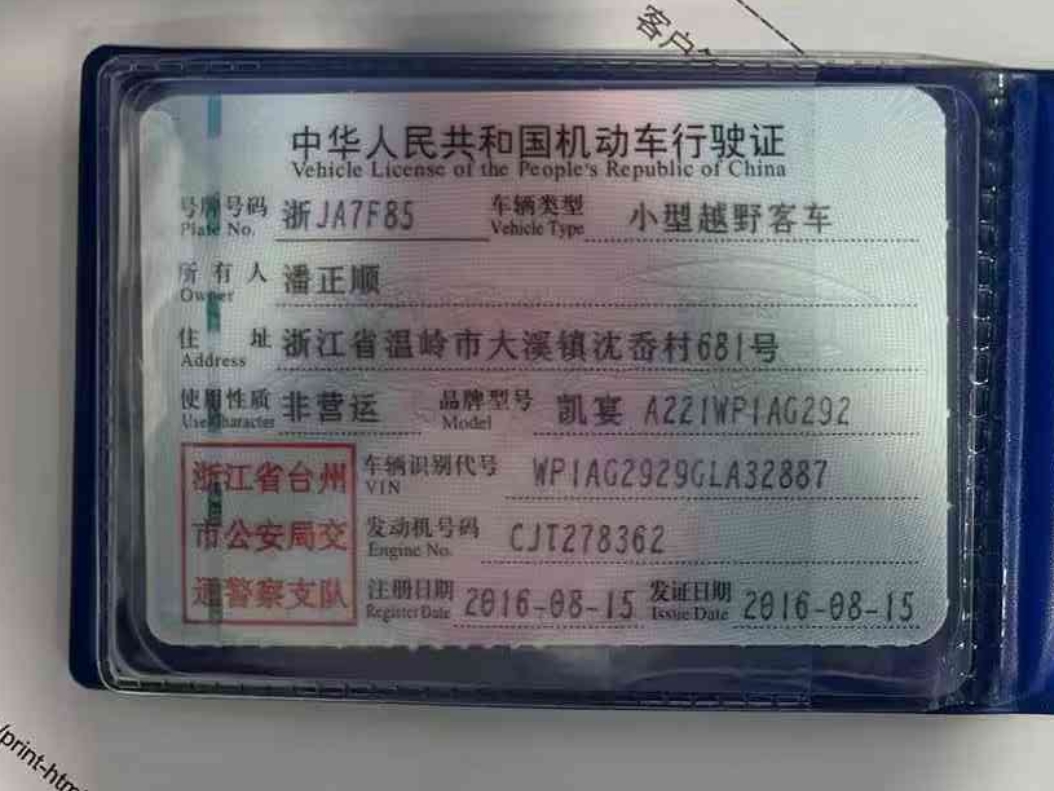 客户
中华人民共和国机动车行驶证
Vehicle License of the People's Republic of China
号牌号码 浙JA7F85 车辆类型 小型越野客车
Plate No. Vehicle Type
所有人 潘正顺
Owner
住址 浙江省温岭市大溪镇沈岙村681号
Address
使用性质 非营运 品牌型号 凯宴 A221WP1AG292
Use Character Model
浙江省台州 车辆识别代号 WP1AG2929GLA32887
VIN
市公安局交 发动机号码 CJT278362
Engine No.
通警察支队 注册日期 2016-08-15 发证日期 2016-08-15
Register Date Issue Date
/print-htm